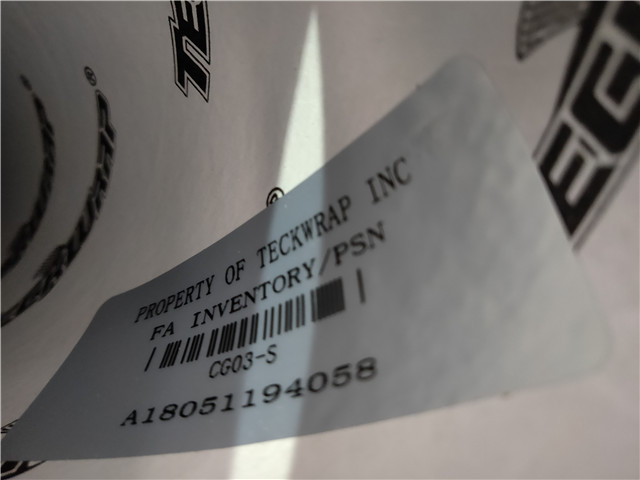 PROPERTY OF TECKWRAP INC
FA INVENTORY/PSN
CG03-S
A18051194058